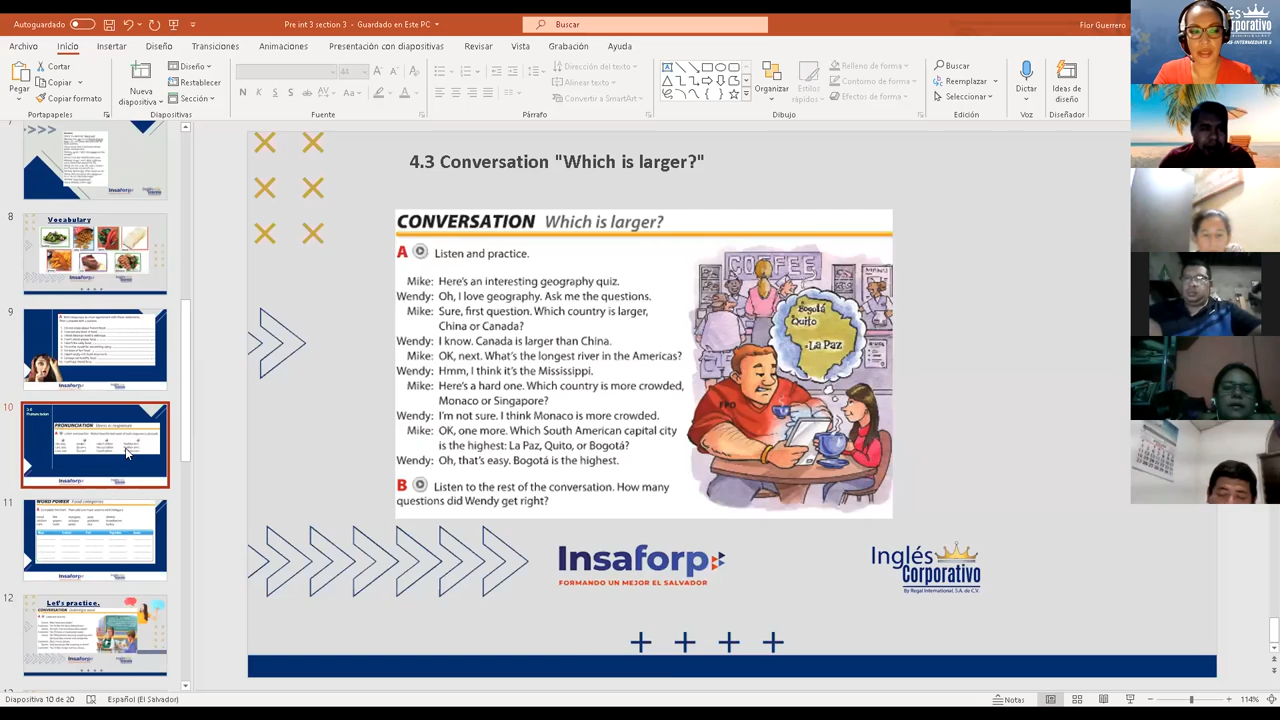 Autoguardado
Pre int 3 section 3 - Guardado en Este PC
Buscar
Flor Guerrero
Archivo Inicio Insertar Diseño Transiciones Animaciones Presentación con diapositivas Revisar Vista Grabación Ayuda
Pegar
Cortar
Copiar
Copiar formato
Portapapeles
Nueva diapositiva
Diseño
Restablecer
Sección
Diapositivas
44
N K S S ab AV Aa
Fuente
Dirección del texto
Alinear texto
Convertir a SmartArt
Párrafo
Organizar
Estilos rápidos
Relleno de forma
Contorno de forma
Efectos de forma
Dibujo
Buscar
Reemplazar
Seleccionar
Edición
Dictar
Voz
Ideas de diseño
Diseñador
8
Vocabulary
9
10
PRONUNCIATION
11
WORD POWER Food categories
12
Let's practice.
CONVERSATION
4.3 Conversation "Which is larger?"
CONVERSATION Which is larger?
A Listen and practice.
Mike: Here's an interesting geography quiz.
Wendy: Oh, I love geography. Ask me the questions.
Mike: Sure, first question. Which country is larger,
China or Canada?
Wendy: I know. Canada is larger than China.
Mike: OK, next. What's the longest river in the Americas?
Wendy: Hmm, I think it's the Mississippi.
Mike: Here's a hard one. Which country is more crowded,
Monaco or Singapore?
Wendy: I'm not sure. I think Monaco is more crowded.
Mike: OK, one more. Which South American capital city
is the highest: La Paz, Quito, or Bogotá?
Wendy: Oh, that's easy. Bogotá is the highest.
B Listen to the rest of the conversation. How many
questions did Wendy get right?
COFFEES
Bogotá
Quito
La Paz
Insaforp
FORMANDO UN MEJOR EL SALVADOR
Inglés
Corporativo
By Regal International, S.A. de C.V.
Diapositiva 10 de 20
Español (El Salvador)
Notas
114%